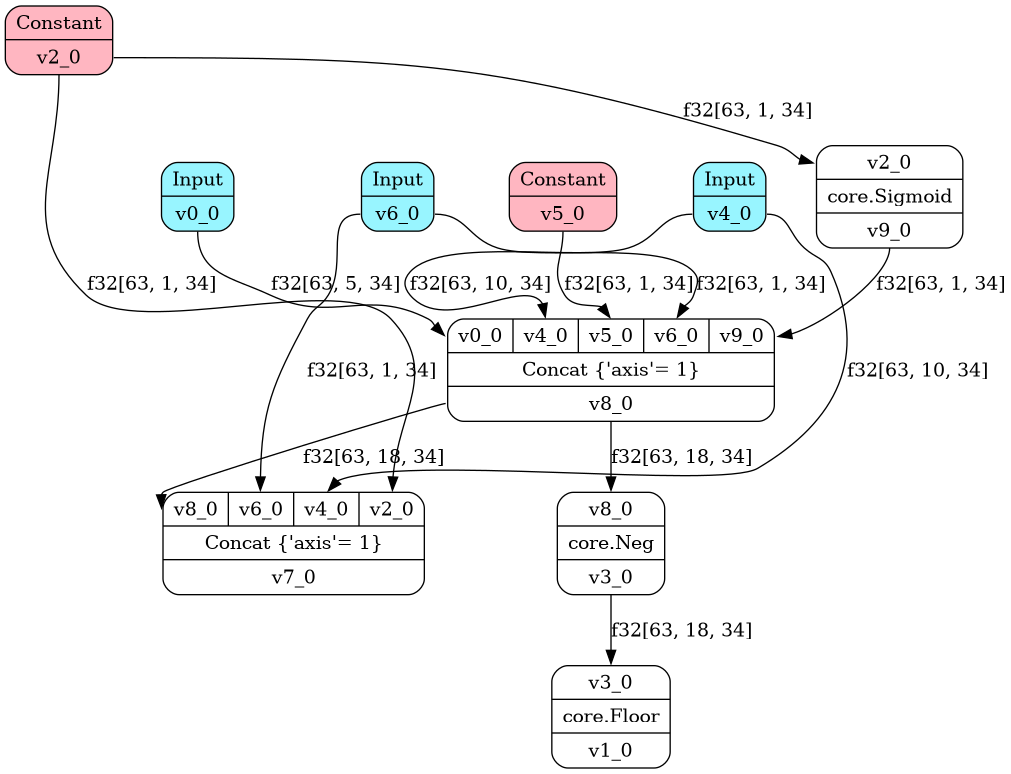 Constant
v2_0
f32[63, 1, 34]
Input
v0_0
Input
v6_0
Constant
v5_0
Input
v4_0
v2_0
core.Sigmoid
v9_0
f32[63, 1, 34]
f32[63, 5, 34]
f32[63, 10, 34]
f32[63, 1, 34]
f32[63, 1, 34]
f32[63, 1, 34]
v0_0 v4_0 v5_0 v6_0 v9_0
Concat {'axis'= 1}
v8_0
f32[63, 1, 34]
f32[63, 10, 34]
f32[63, 18, 34]
f32[63, 18, 34]
v8_0 v6_0 v4_0 v2_0
Concat {'axis'= 1}
v7_0
v8_0
core.Neg
v3_0
f32[63, 18, 34]
v3_0
core.Floor
v1_0